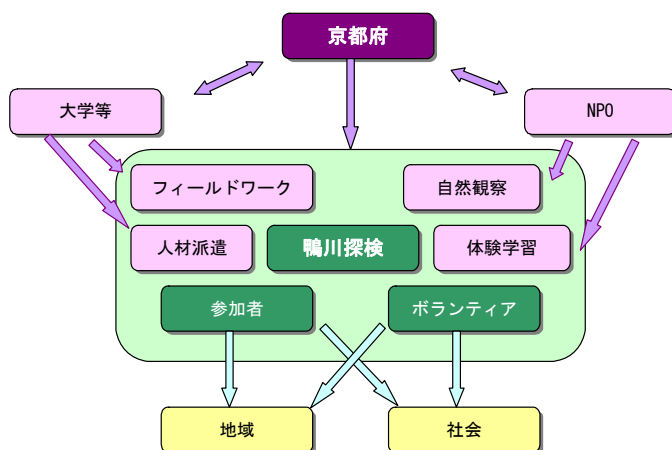 京都府
大学等
NPO
フィールドワーク
自然観察
人材派遣
鴨川探検
体験学習
参加者
ボランティア
地域
社会